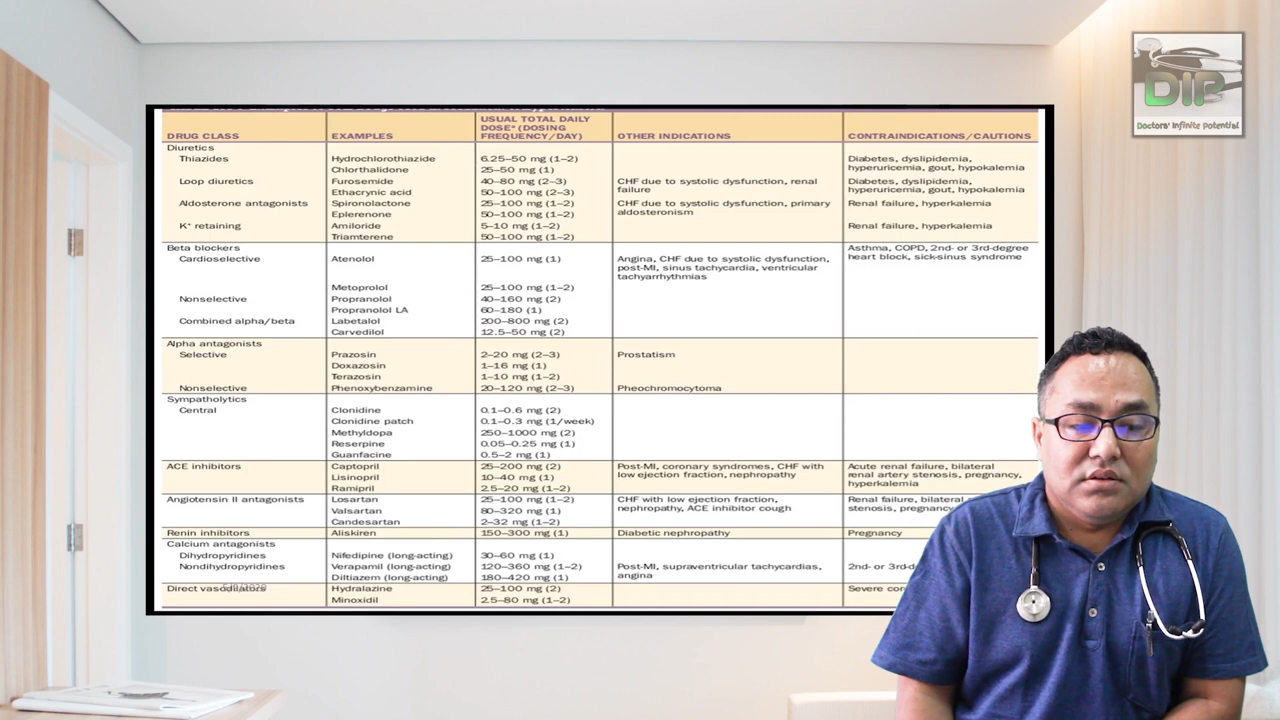 DIP
Doctors' Infinite Potential
DRUG CLASS EXAMPLES USUAL TOTAL DAILY DOSE* (DOSING FREQUENCY/DAY) OTHER INDICATIONS CONTRAINDICATIONS/CAUTIONS
Diuretics
Thiazides Hydrochlorothiazide 6.25–50 mg (1–2) Diabetes, dyslipidemia,
Chlorthalidone 25–50 mg (1) hyperuricemia, gout, hypokalemia
Loop diuretics Furosemide 40–80 mg (2–3) CHF due to systolic dysfunction, renal Diabetes, dyslipidemia,
Ethacrynic acid 50–100 mg (2–3) failure hyperuricemia, gout, hypokalemia
Aldosterone antagonists Spironolactone 25–100 mg (1–2) CHF due to systolic dysfunction, primary Renal failure, hyperkalemia
Eplerenone 50–100 mg (1–2) aldosteronism
K⁺ retaining Amiloride 5–10 mg (1–2) Renal failure, hyperkalemia
Triamterene 50–100 mg (1–2)
Beta blockers Asthma, COPD, 2nd- or 3rd-degree
heart block, sick-sinus syndrome
Cardioselective Atenolol 25–100 mg (1) Angina, CHF due to systolic dysfunction,
post-MI, sinus tachycardia, ventricular
tachyarrhythmias
Metoprolol 25–100 mg (1–2)
Nonselective Propranolol 40–160 mg (2)
Propranolol LA 60–180 (1)
Combined alpha/beta Labetalol 200–800 mg (2)
Carvedilol 12.5–50 mg (2)
Alpha antagonists
Selective Prazosin 2–20 mg (2–3) Prostatism
Doxazosin 1–16 mg (1)
Terazosin 1–10 mg (1–2)
Nonselective Phenoxybenzamine 20–120 mg (2–3) Pheochromocytoma
Sympatholytics
Central Clonidine 0.1–0.6 mg (2)
Clonidine patch 0.1–0.3 mg (1/week)
Methyldopa 250–1000 mg (2)
Reserpine 0.05–0.25 mg (1)
Guanfacine 0.5–2 mg (1)
ACE inhibitors Captopril 25–200 mg (2) Post-MI, coronary syndromes, CHF with Acute renal failure, bilateral
Lisinopril 10–40 mg (1) low ejection fraction, nephropathy renal artery stenosis, pregnancy,
Ramipril 2.5–20 mg (1–2) hyperkalemia
Angiotensin II antagonists Losartan 25–100 mg (1–2) CHF with low ejection fraction, Renal failure, bilateral
Valsartan 80–320 mg (1) nephropathy, ACE inhibitor cough stenosis, pregnancy
Candesartan 2–32 mg (1–2)
Renin inhibitors Aliskiren 150–300 mg (1) Diabetic nephropathy Pregnancy
Calcium antagonists
Dihydropyridines Nifedipine (long-acting) 30–60 mg (1)
Nondihydropyridines Verapamil (long-acting) 120–360 mg (1–2) Post-MI, supraventricular tachycardias, 2nd- or 3rd-d
Diltiazem (long-acting) 180–420 mg (1) angina
Direct vasodilators Hydralazine 25–100 mg (2) Severe cor
Minoxidil 2.5–80 mg (1–2)